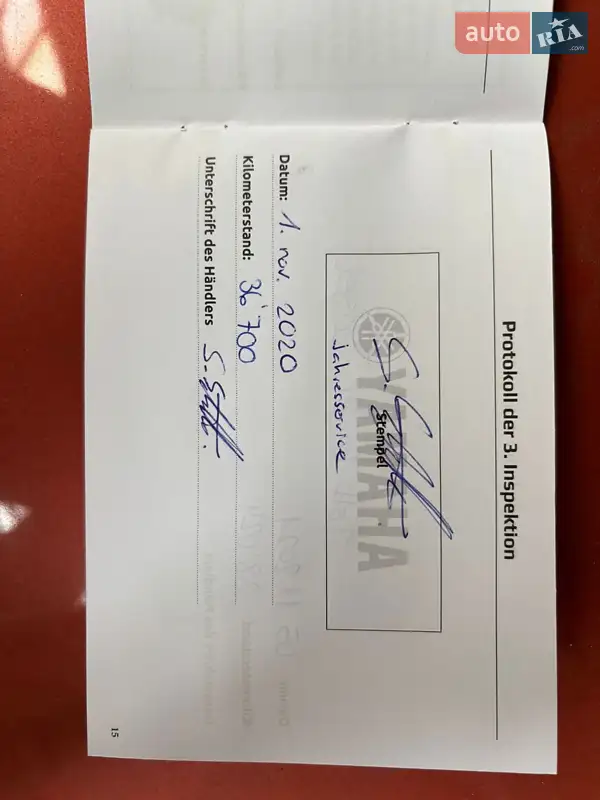 auto RIA .com
Protokoll der 3. Inspektion
YAMAHA
Stempel
Jahresservice
Datum: 1. nov. 2020
Kilometerstand: 36'700
Unterschrift des Händlers
15